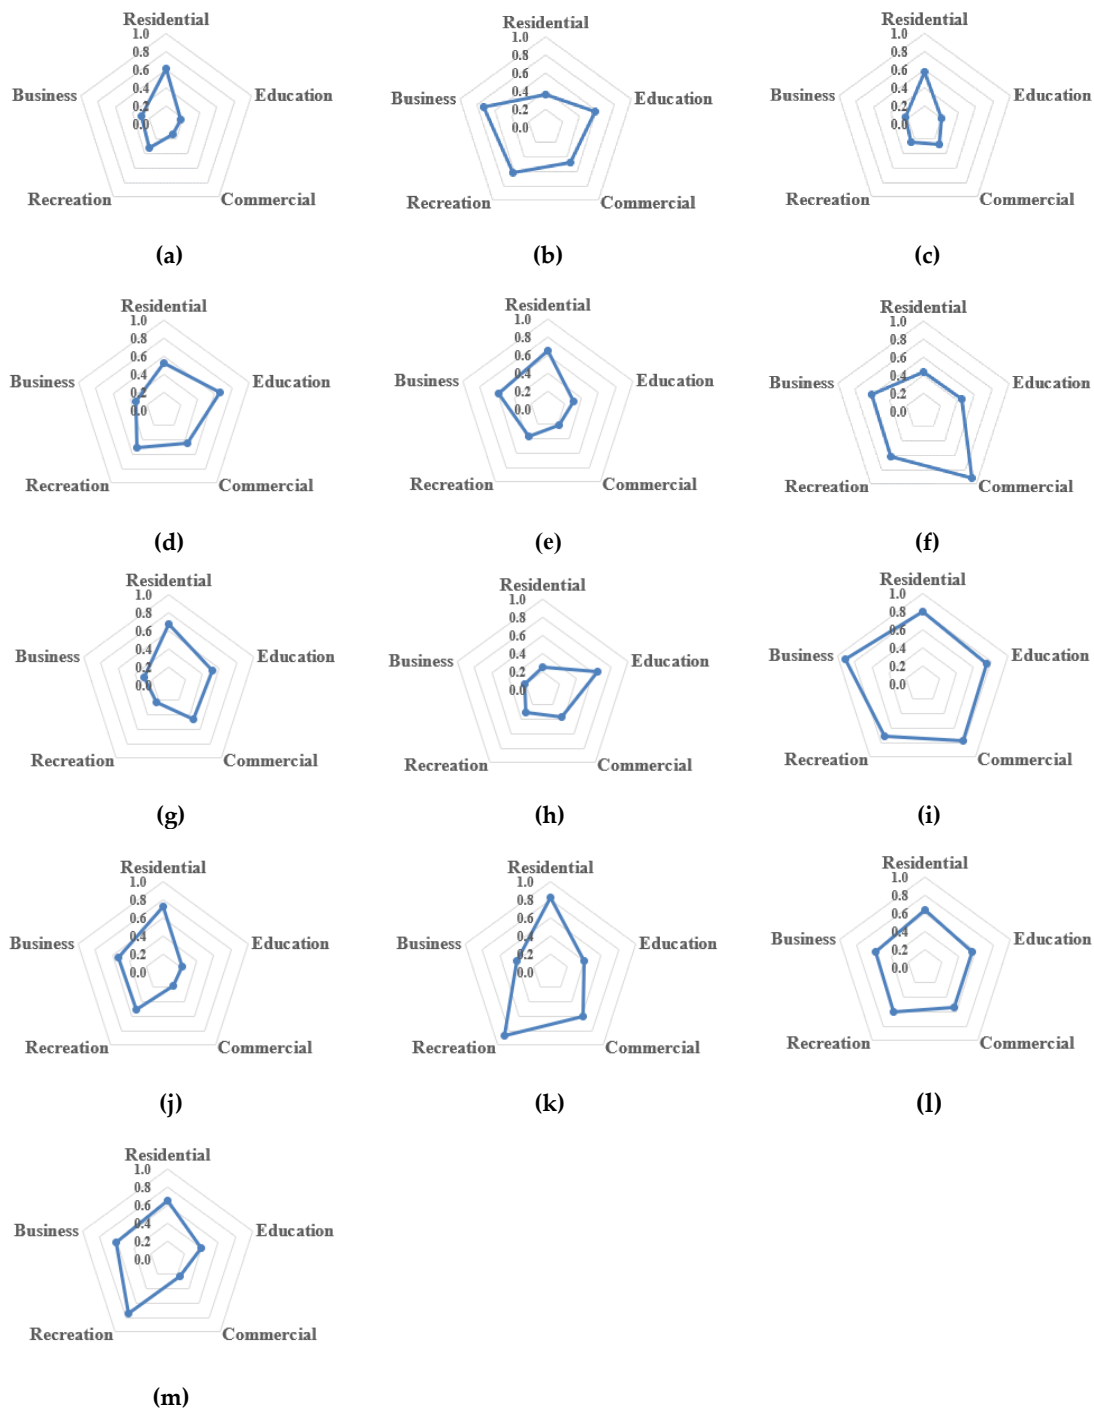 Residential
1.0
0.8
0.6
0.4
0.2
0.0
Business
Education
Recreation
Commercial
(a)
Residential
1.0
0.8
0.6
0.4
0.2
0.0
Business
Education
Recreation
Commercial
(b)
Residential
1.0
0.8
0.6
0.4
0.2
0.0
Business
Education
Recreation
Commercial
(c)
Residential
1.0
0.8
0.6
0.4
0.2
0.0
Business
Education
Recreation
Commercial
(d)
Residential
1.0
0.8
0.6
0.4
0.2
0.0
Business
Education
Recreation
Commercial
(e)
Residential
1.0
0.8
0.6
0.4
0.2
0.0
Business
Education
Recreation
Commercial
(f)
Residential
1.0
0.8
0.6
0.4
0.2
0.0
Business
Education
Recreation
Commercial
(g)
Residential
1.0
0.8
0.6
0.4
0.2
0.0
Business
Education
Recreation
Commercial
(h)
Residential
1.0
0.8
0.6
0.4
0.2
0.0
Business
Education
Recreation
Commercial
(i)
Residential
1.0
0.8
0.6
0.4
0.2
0.0
Business
Education
Recreation
Commercial
(j)
Residential
1.0
0.8
0.6
0.4
0.2
0.0
Business
Education
Recreation
Commercial
(k)
Residential
1.0
0.8
0.6
0.4
0.2
0.0
Business
Education
Recreation
Commercial
(l)
Residential
1.0
0.8
0.6
0.4
0.2
0.0
Business
Education
Recreation
Commercial
(m)